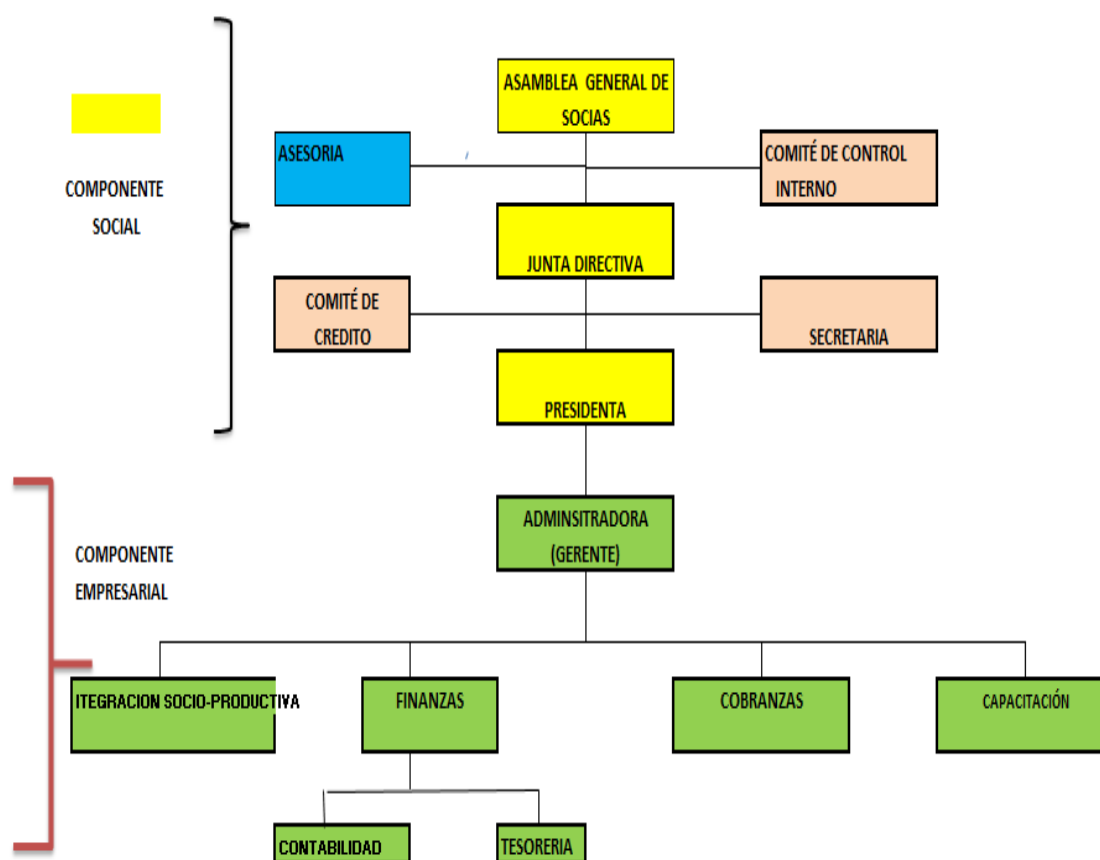 ASAMBLEA GENERAL DE
SOCIAS
ASESORIA
COMITÉ DE CONTROL
INTERNO
COMPONENTE
SOCIAL
JUNTA DIRECTIVA
COMITÉ DE
CREDITO
SECRETARIA
PRESIDENTA
ADMINSITRADORA
(GERENTE)
COMPONENTE
EMPRESARIAL
ITEGRACION SOCIO-PRODUCTIVA
FINANZAS
COBRANZAS
CAPACITACIÓN
CONTABILIDAD
TESORERIA